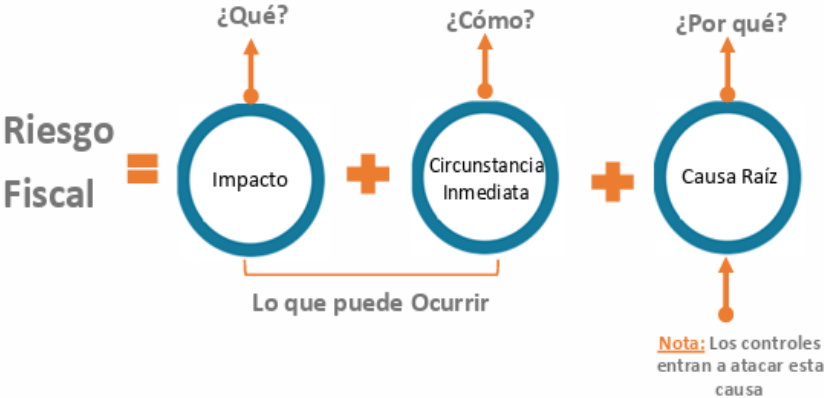 ¿Qué?
¿Cómo?
¿Por qué?
Riesgo
Fiscal
=
Impacto
+
Circunstancia
Inmediata
+
Causa Raíz
Lo que puede Ocurrir
Nota: Los controles
entran a atacar esta
causa